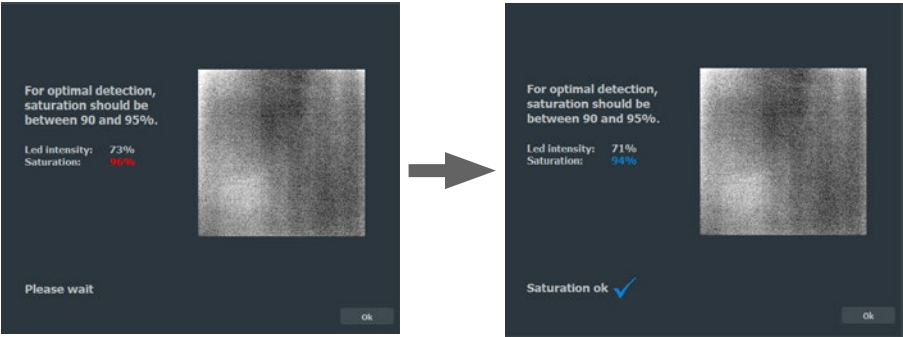 For optimal detection,
saturation should be
between 90 and 95%.
Led intensity: 73%
Saturation: 96%
Please wait
Ok
For optimal detection,
saturation should be
between 90 and 95%.
Led intensity: 71%
Saturation: 94%
Saturation ok
Ok